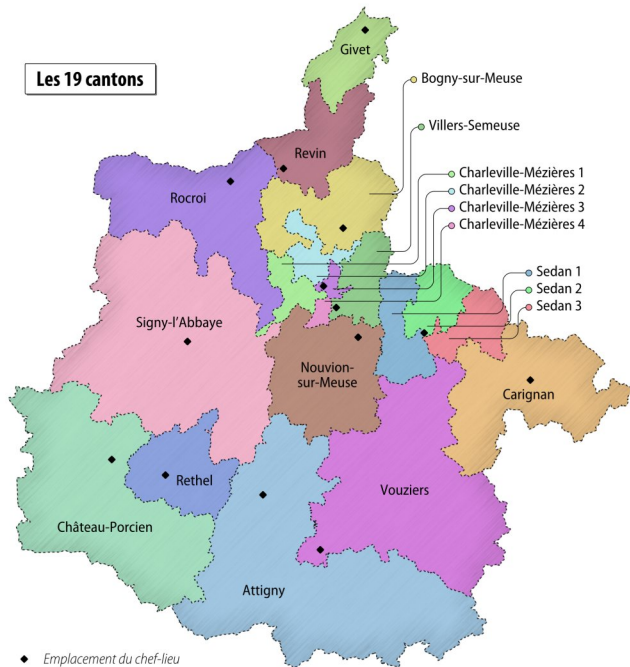 Givet
Les 19 cantons
Bogny-sur-Meuse
Villers-Semeuse
Revin
Charleville-Mézières 1
Charleville-Mézières 2
Rocroi
Charleville-Mézières 3
Charleville-Mézières 4
Sedan 1
Sedan 2
Sedan 3
Signy-l'Abbaye
Nouvion-
sur-Meuse
Carignan
Rethel
Vouziers
Château-Porcien
Attigny
Emplacement du chef-lieu